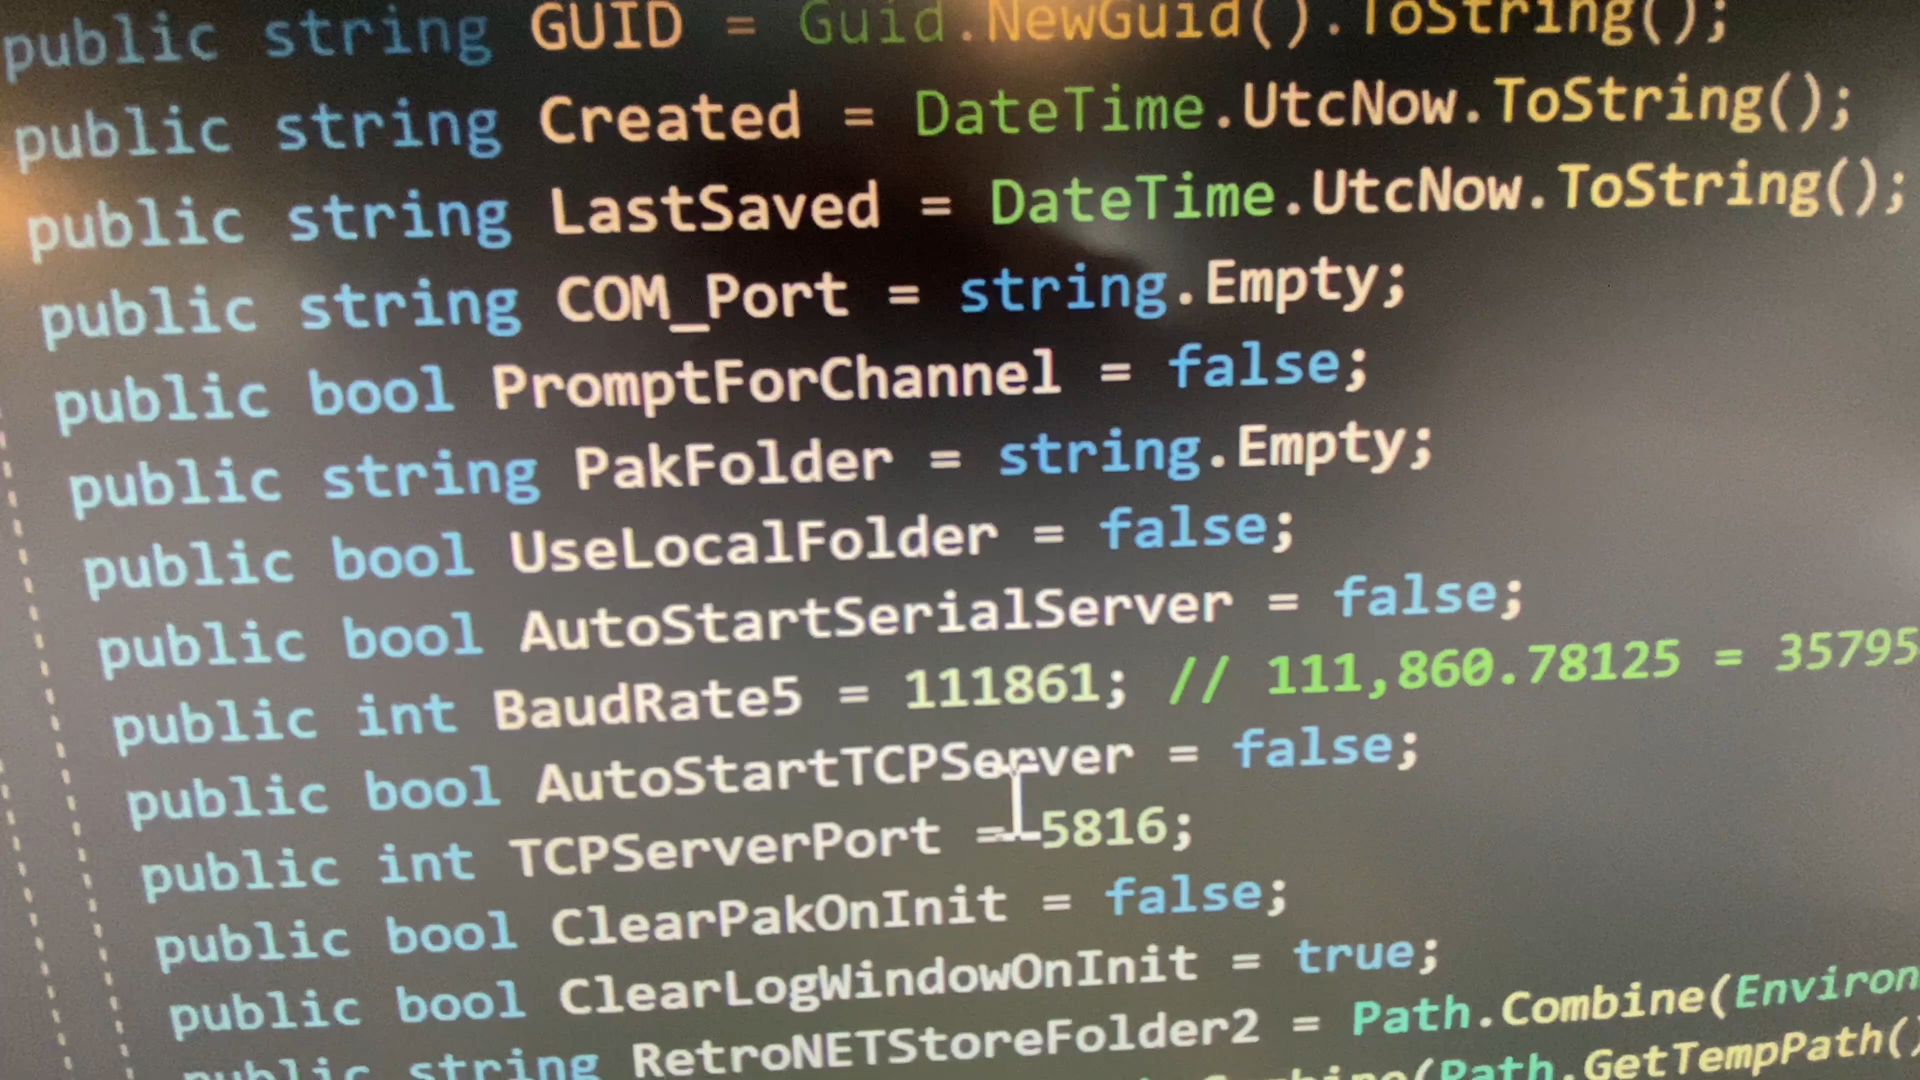 public string GUID = Guid.NewGuid().ToString();
public string Created = DateTime.UtcNow.ToString();
public string LastSaved = DateTime.UtcNow.ToString();
public string COM_Port = string.Empty;
public bool PromptForChannel = false;
public string PakFolder = string.Empty;
public bool UseLocalFolder = false;
public bool AutoStartSerialServer = false;
public int BaudRate5 = 111861; // 111,860.78125 = 35795
public bool AutoStartTCPServer = false;
public int TCPServerPort = 5816;
public bool ClearPakOnInit = false;
public bool ClearLogWindowOnInit = true;
public string RetroNETStoreFolder2 = Path.Combine(Environ
(Path.GetTempPath()